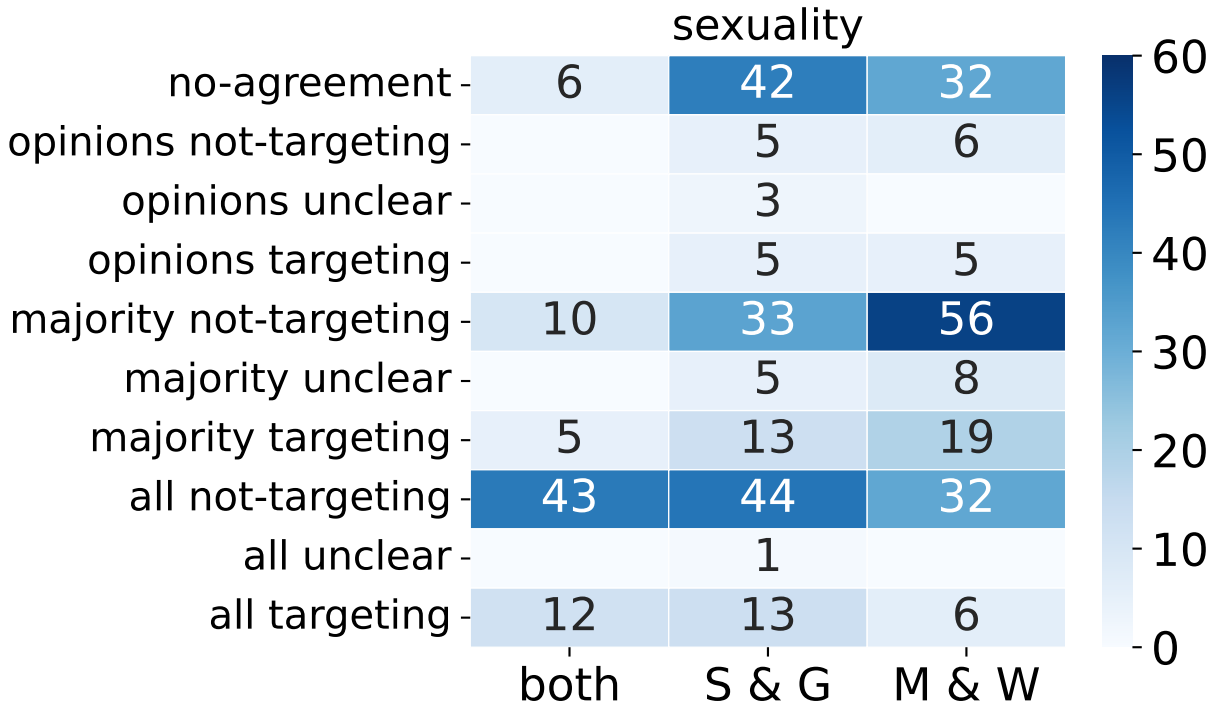 sexuality
no-agreement 6 42 32
opinions not-targeting 5 6
opinions unclear 3
opinions targeting 5 5
majority not-targeting 10 33 56
majority unclear 5 8
majority targeting 5 13 19
all not-targeting 43 44 32
all unclear 1
all targeting 12 13 6
both S & G M & W
60
50
40
30
20
10
0